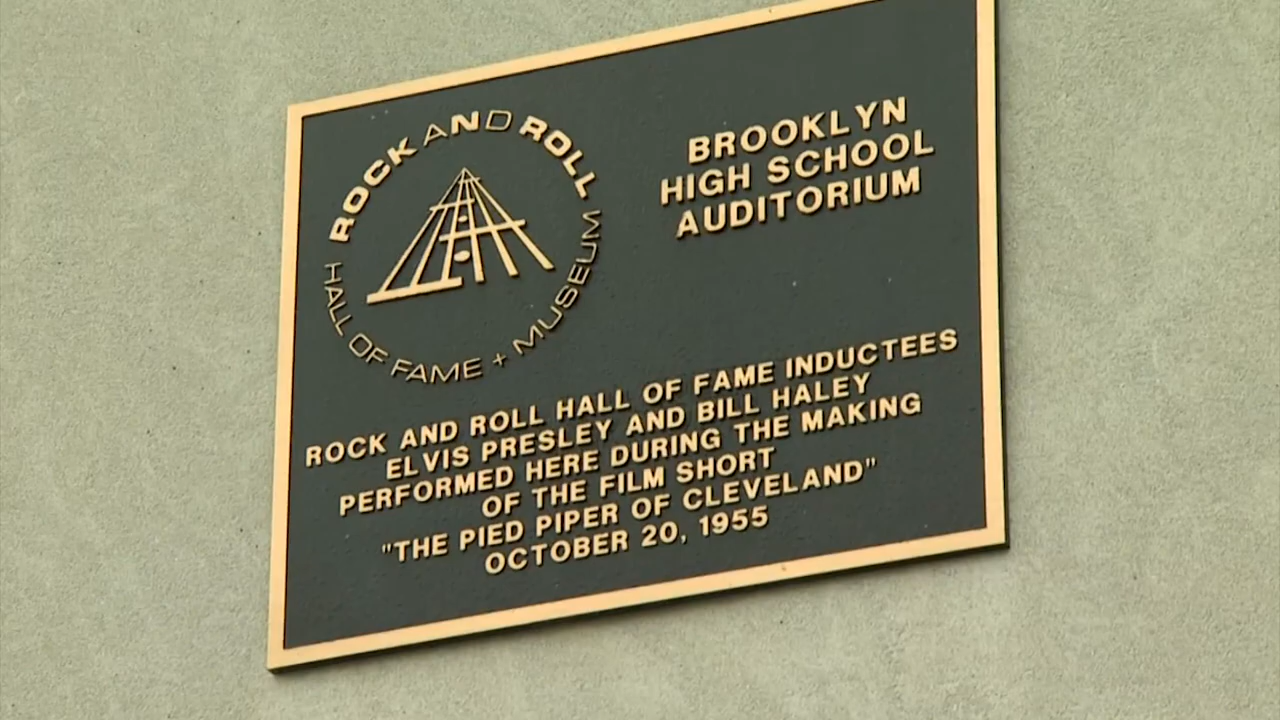 ROCK AND ROLL
HALL OF FAME + MUSEUM
BROOKLYN
HIGH SCHOOL
AUDITORIUM
ROCK AND ROLL HALL OF FAME INDUCTEES
ELVIS PRESLEY AND BILL HALEY
PERFORMED HERE DURING THE MAKING
OF THE FILM SHORT
"THE PIED PIPER OF CLEVELAND"
OCTOBER 20, 1955